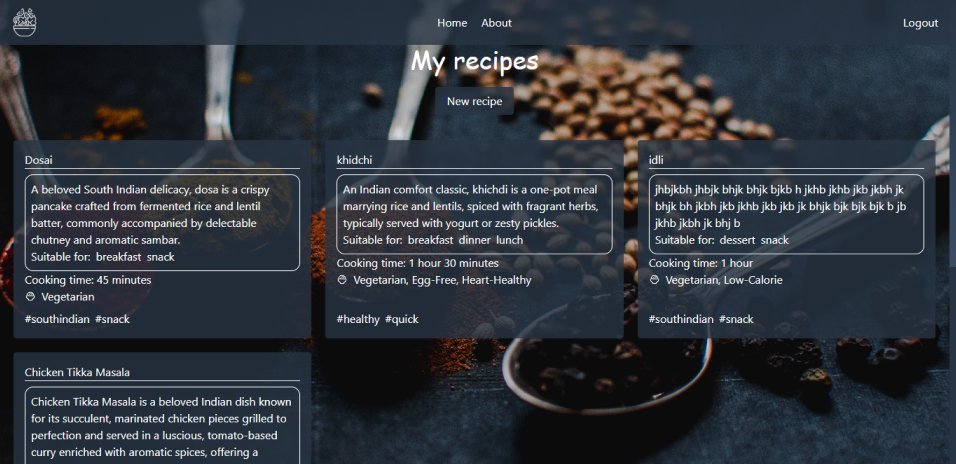 Home About Logout
My recipes
New recipe
Dosai
A beloved South Indian delicacy, dosa is a crispy
pancake crafted from fermented rice and lentil
batter, commonly accompanied by delectable
chutney and aromatic sambar.
Suitable for: breakfast snack
Cooking time: 45 minutes
Vegetarian
#southindian #snack
khidchi
An Indian comfort classic, khichdi is a one-pot meal
marrying rice and lentils, spiced with fragrant herbs,
typically served with yogurt or zesty pickles.
Suitable for: breakfast dinner lunch
Cooking time: 1 hour 30 minutes
Vegetarian, Egg-Free, Heart-Healthy
#healthy #quick
idli
jhbjkbh jhbjk bhjk bhjk bjkb h jkhb jkhb jkb jkbh jk
bhjk bh jkbh jkb jkhb jkb jkb jk bhjk bjk bjk bjk b jb
jkhb jkbh jk bhj b
Suitable for: dessert snack
Cooking time: 1 hour
Vegetarian, Low-Calorie
#southindian #snack
Chicken Tikka Masala
Chicken Tikka Masala is a beloved Indian dish known
for its succulent, marinated chicken pieces grilled to
perfection and served in a luscious, tomato-based
curry enriched with aromatic spices, offering a